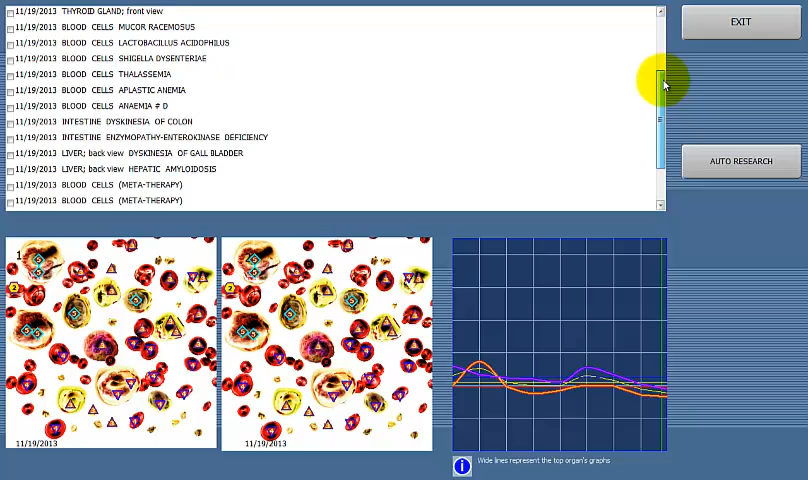 11/19/2013 THYROID GLAND; front view
11/19/2013 BLOOD CELLS MUCOR RACEMOSUS
11/19/2013 BLOOD CELLS LACTOBACILLUS ACIDOPHILUS
11/19/2013 BLOOD CELLS SHIGELLA DYSENTERIAE
11/19/2013 BLOOD CELLS THALASSEMIA
11/19/2013 BLOOD CELLS APLASTIC ANEMIA
11/19/2013 BLOOD CELLS ANAEMIA # D
11/19/2013 INTESTINE DYSKINESIA OF COLON
11/19/2013 INTESTINE ENZYMOPATHY-ENTEROKINASE DEFICIENCY
11/19/2013 LIVER; back view DYSKINESIA OF GALL BLADDER
11/19/2013 LIVER; back view HEPATIC AMYLOIDOSIS
11/19/2013 BLOOD CELLS (META-THERAPY)
11/19/2013 BLOOD CELLS (META-THERAPY)
EXIT
AUTO RESEARCH
1
2
11/19/2013
2
11/19/2013
Wide lines represent the top organ's graphs